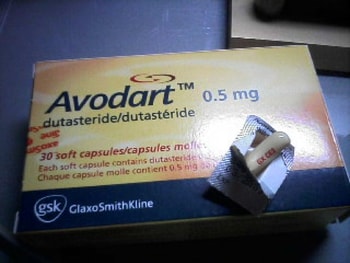 Avodart™ 0.5 mg
dutasteride/dutastéride
30 soft capsules/capsules molle
Each soft capsule contains dutasteride
Chaque capsule molle contient 0.5 mg
gsk GlaxoSmithKline